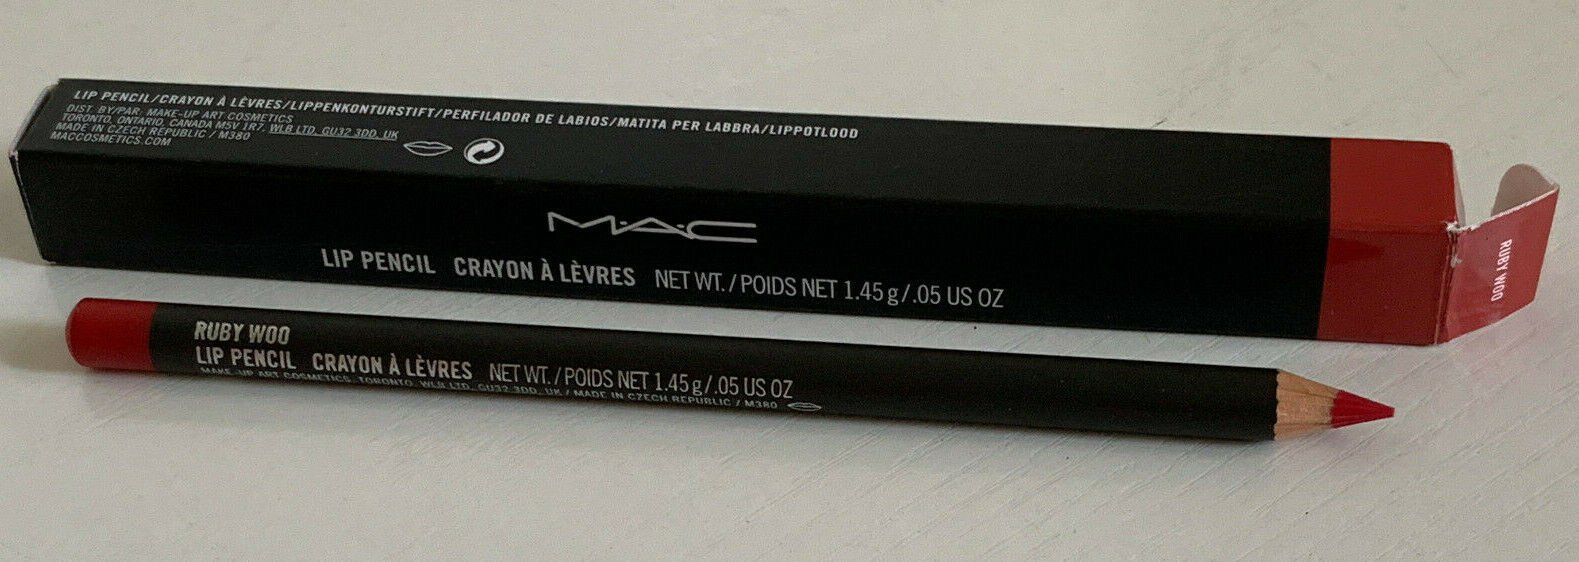 LIP PENCIL/CRAYON À LÈVRES/LIPPENKONTURSTIFT/PERFILADOR DE LABIOS/MATITA PER LABBRA/LIPPOTLOOD
DIST. BY/PAR: MAKE-UP ART COSMETICS
TORONTO, ONTARIO, CANADA M5V 1R7, WLB LTD, GU32 3DD, UK
MADE IN CZECH REPUBLIC / M380
MACCOSMETICS.COM
M·A·C
LIP PENCIL CRAYON À LÈVRES NET WT./POIDS NET 1.45 g/.05 US OZ
RUBY WOO
RUBY WOO
LIP PENCIL CRAYON À LÈVRES NET WT./POIDS NET 1.45 g/.05 US OZ
MAKE-UP ART COSMETICS, TORONTO, WLB LTD, GU32 3DD, UK / MADE IN CZECH REPUBLIC / M380